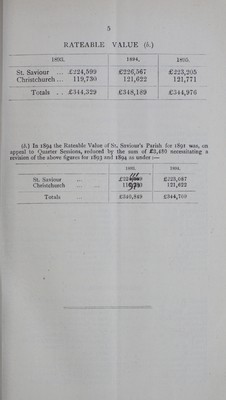 5
RATEABLE VALUE (b.)
1893. 1894. 1895.
St. Saviour ... £224,599 £226,567 £223,205
Christchurch ... 119,730 121,622 121,771
Totals . . £344,329 £348,189 £344,976
(b.) In 1894 the Rateable Value of St. Saviour's Parish for 1891 was, on
appeal to Quarter Sessions, reduced by the sum of £3,480 necessitating a
revision of the above figures for 1893 and 1894 as under :—
1893. 1894.
St. Saviour ... £223,087
Christchurch ... 121,622
Totals ... £340,849 £344,709